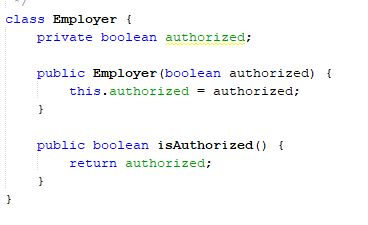 */
class Employer {
    private boolean authorized;

    public Employer(boolean authorized) {
        this.authorized = authorized;
    }

    public boolean isAuthorized() {
        return authorized;
    }
}